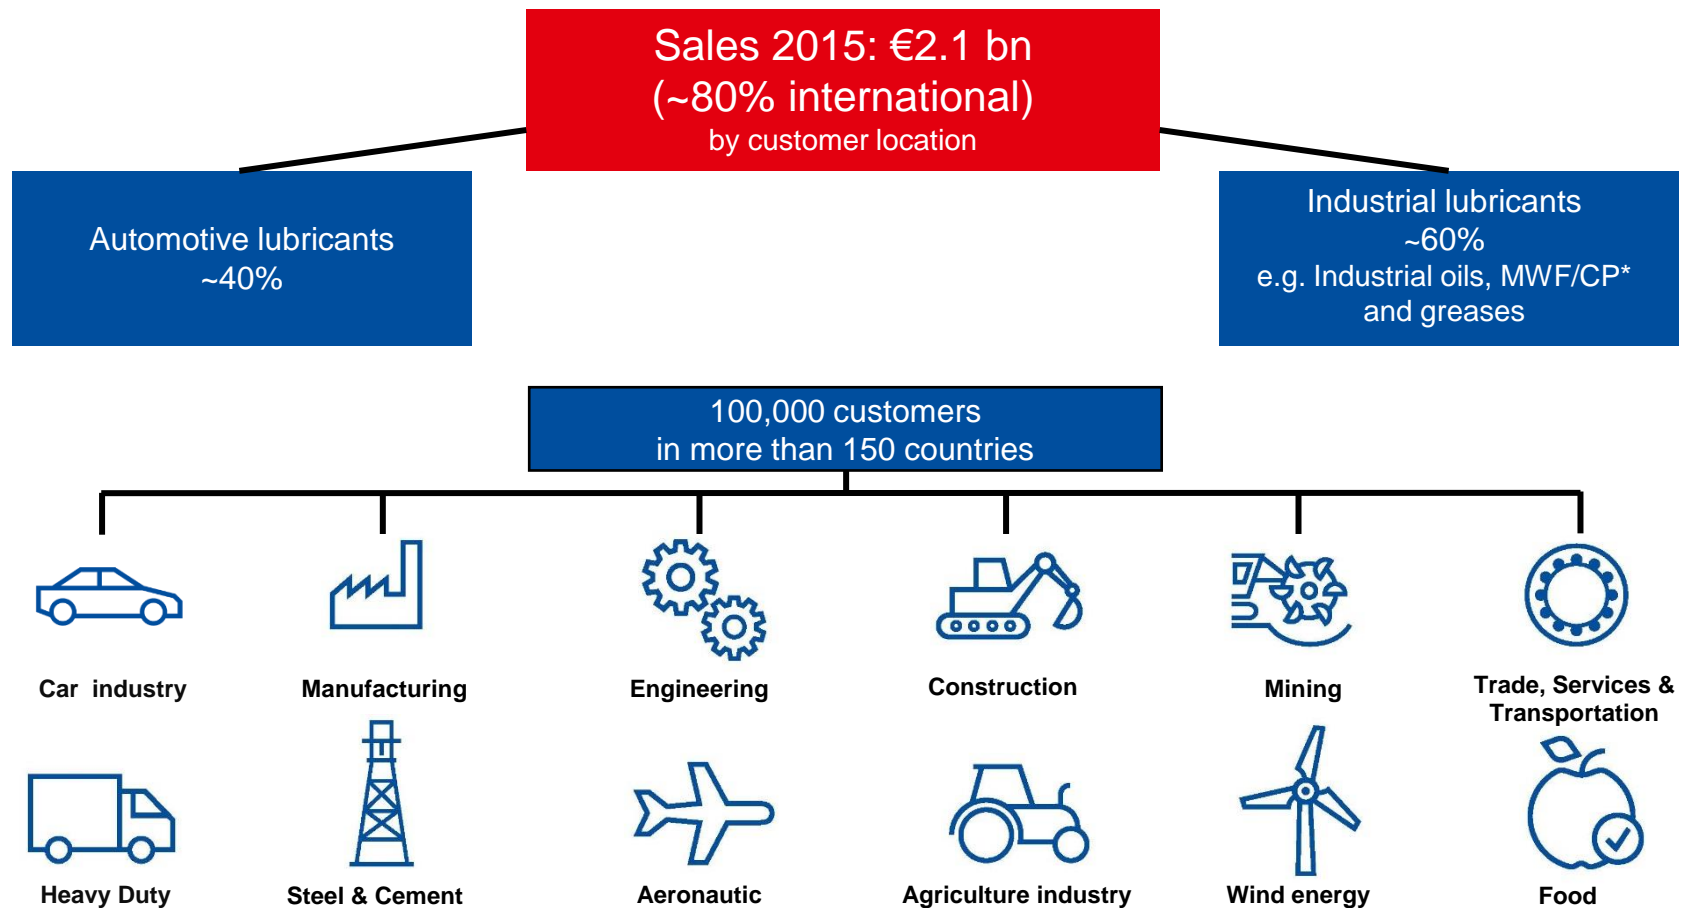 Sales 2015: €2.1 bn
(~80% international)
by customer location
Automotive lubricants
~40%
Industrial lubricants
~60%
e.g. Industrial oils, MWF/CP*
and greases
100,000 customers
in more than 150 countries
Car industry
Manufacturing
Engineering
Construction
Mining
Trade, Services &
Transportation
Heavy Duty
Steel & Cement
Aeronautic
Agriculture industry
Wind energy
Food